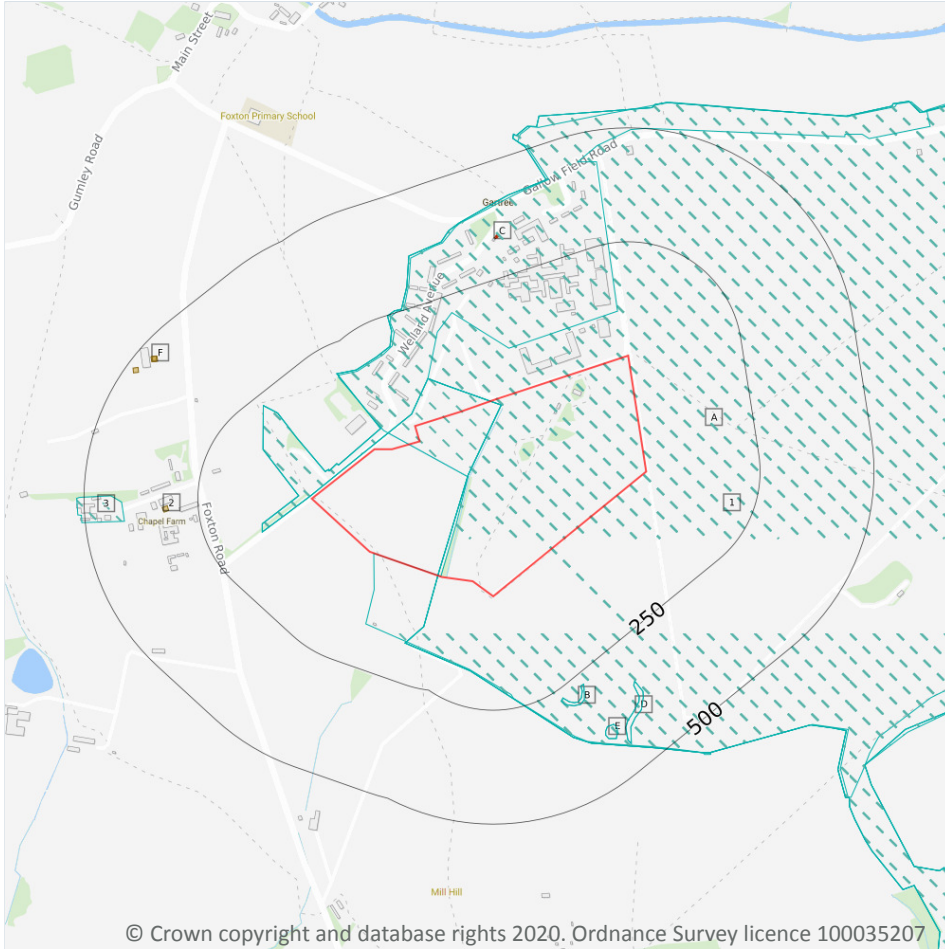 Main Street
Foxton Primary School
Gumley Road
Gallow Field Road
Gartree
C
Welland Avenue
F
A
3
2
1
Chapel Farm
Foxton Road
250
B
D
E
500
Mill Hill
© Crown copyright and database rights 2020. Ordnance Survey licence 100035207